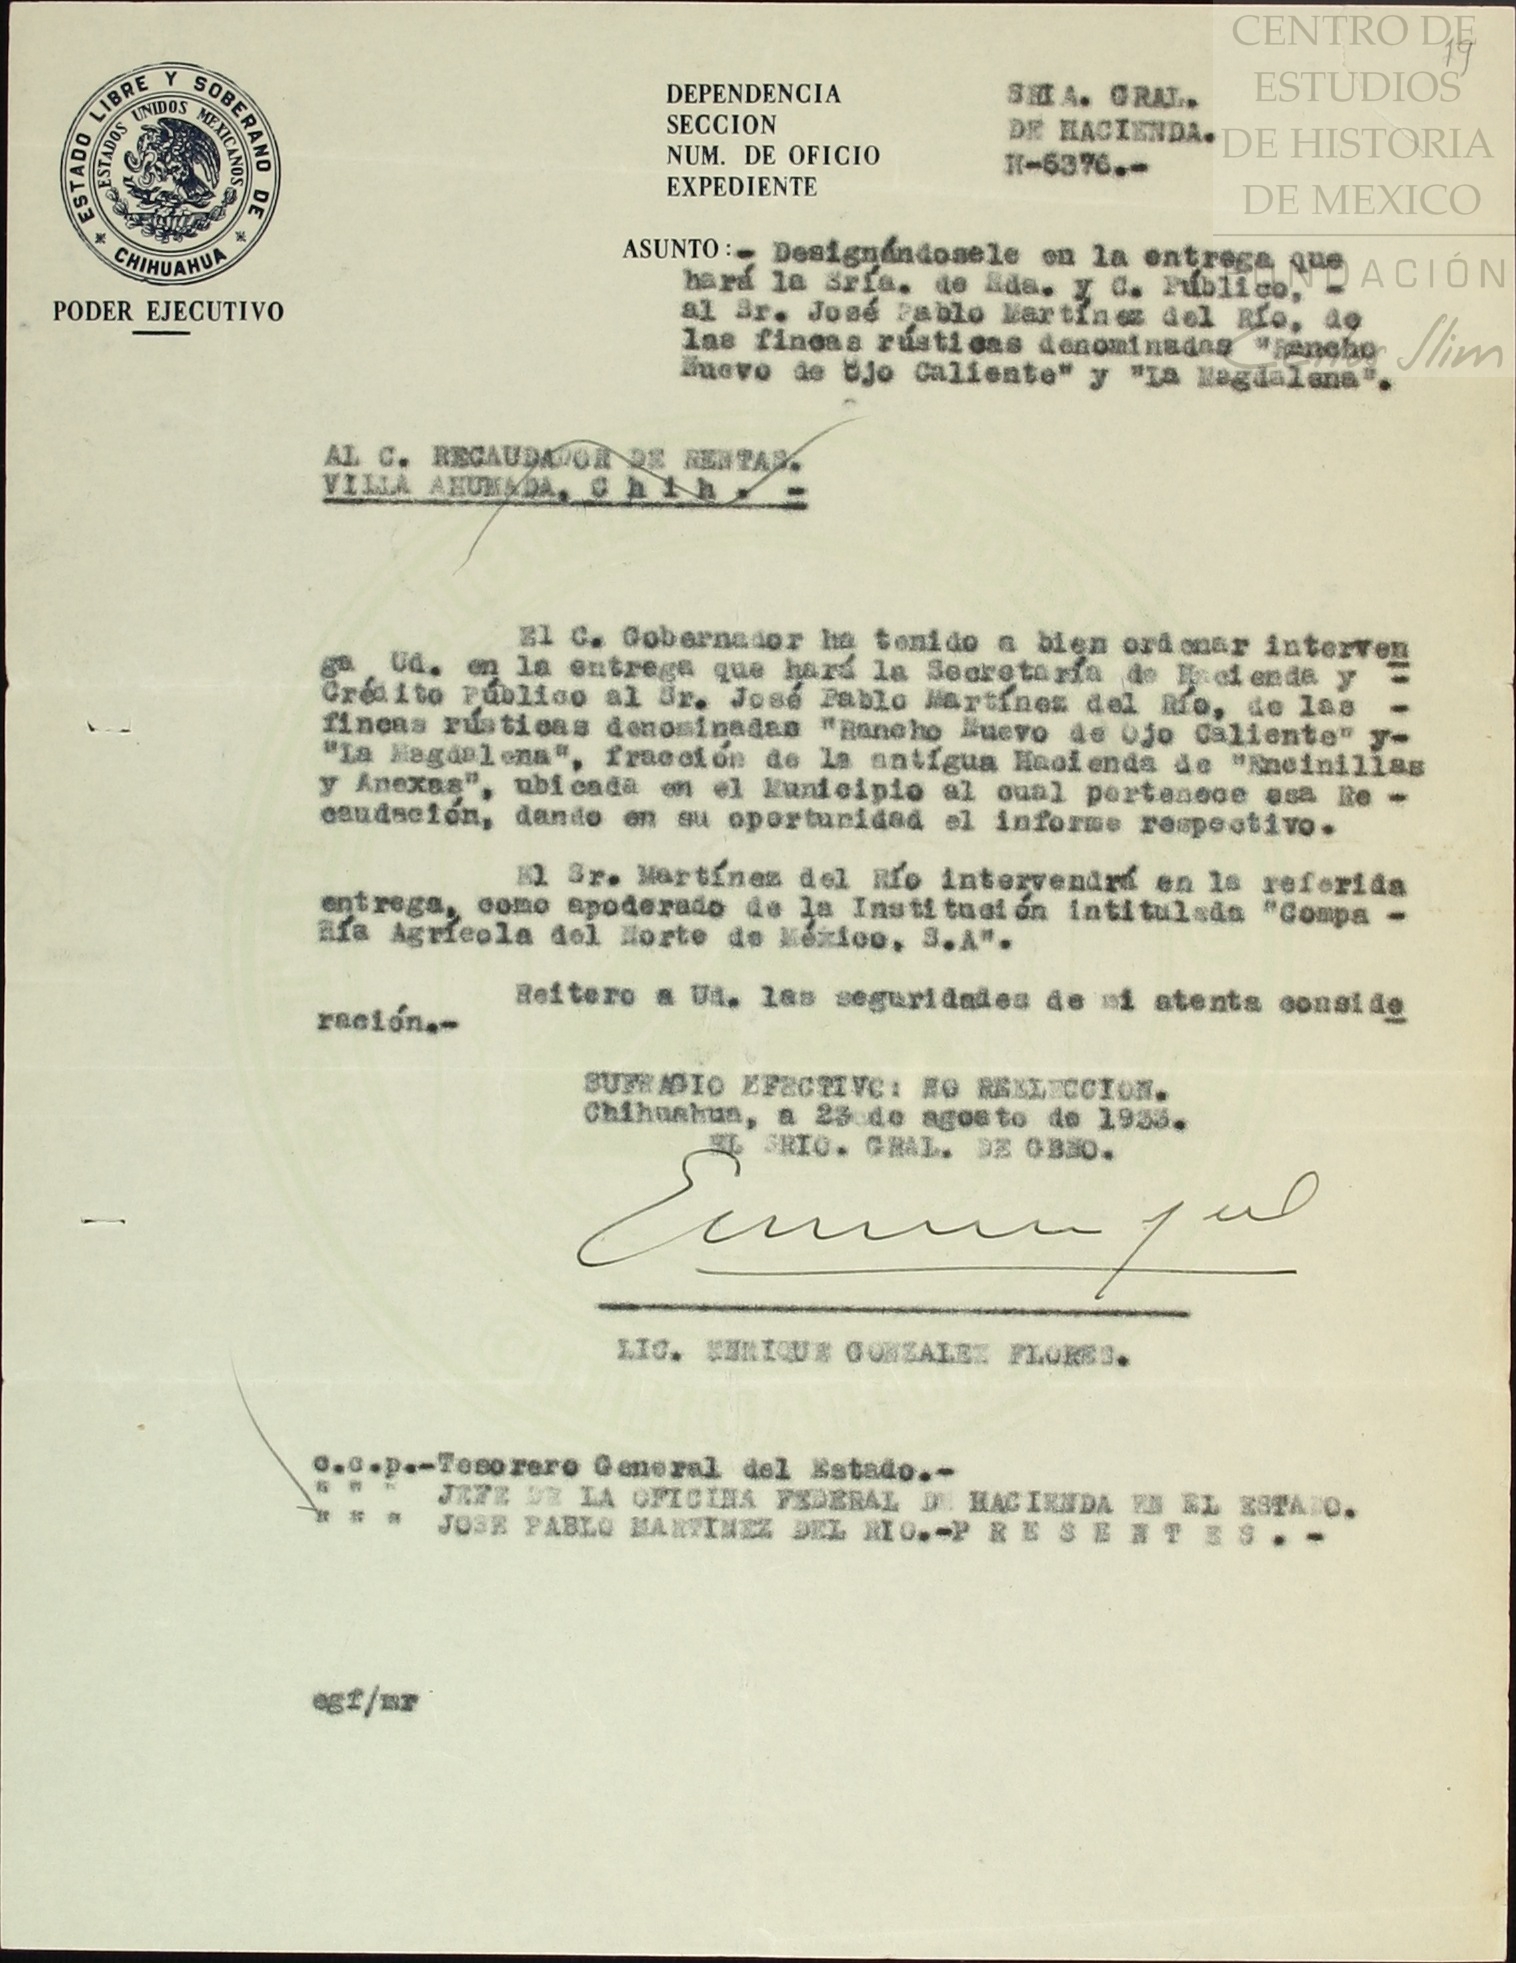 CENTRO DE
ESTUDIOS
DE HISTORIA
DE MEXICO
FUNDACIÓN
Carlos Slim
19
ESTADO LIBRE Y SOBERANO DE
CHIHUAHUA
ESTADOS UNIDOS MEXICANOS
PODER EJECUTIVO
DEPENDENCIA SRIA. GRAL.
SECCION DE HACIENDA.
NUM. DE OFICIO H-6376.-
EXPEDIENTE
ASUNTO:- Designándosele en la entrega que
hará la Sría. de Hda. y C. Público, -
al Sr. José Pablo Martínez del Río, de
las fincas rústicas denominadas "Rancho
Nuevo de Ojo Caliente" y "La Magdalena".
AL C. RECAUDADOR DE RENTAS.
VILLA AHUMADA, C h i h . -
El C. Gobernador ha tenido a bien ordenar interven
ga Ud. en la entrega que hará la Secretaría de Hacienda y -
Crédito Público al Sr. José Pablo Martínez del Río, de las -
fincas rústicas denominadas "Rancho Nuevo de Ojo Caliente" y-
"La Magdalena", fracción de la antígua Hacienda de "Encinillas
y Anexas", ubicada en el Municipio al cual pertenece esa Re -
caudación, dando en su oportunidad el informe respectivo.
El Sr. Martínez del Río intervendrá en la referida
entrega, como apoderado de la Institución intitulada "Compa -
Ñía Agrícola del Norte de México, S.A".
Reitero a Ud. las seguridades de mi atenta conside
ración.-
SUFRAGIO EFECTIVO: NO REELECCION.
Chihuahua, a 23 de agosto de 1933.
EL SRIO. GRAL. DE GBNO.
LIC. ENRIQUE GONZALEZ FLORES.
c.c.p.-Tesorero General del Estado.-
" " " JEFE DE LA OFICINA FEDERAL DE HACIENDA EN EL ESTADO.
" " " JOSE PABLO MARTINEZ DEL RIO.-P R E S E N T E S . -
egf/mr